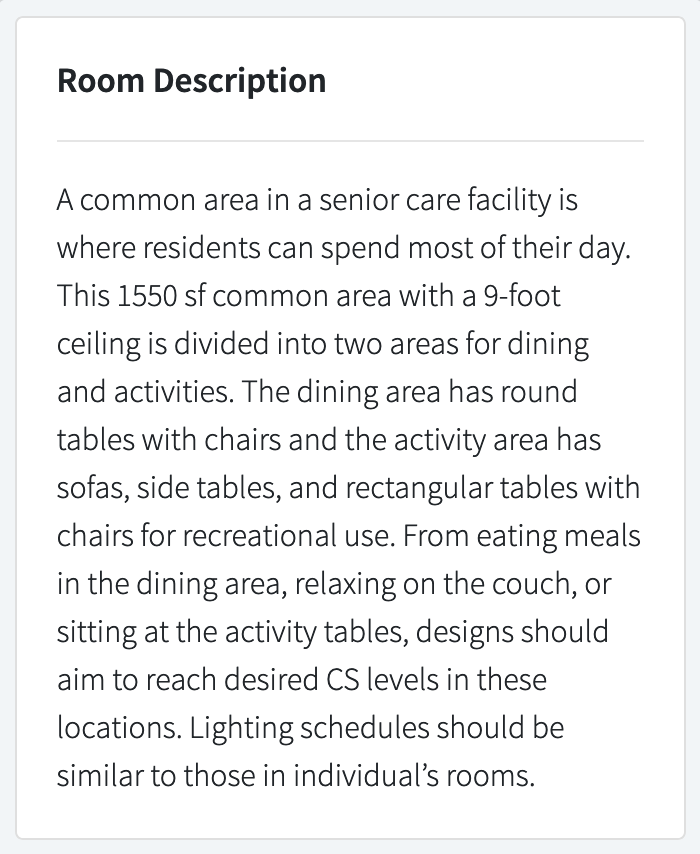 Room Description
A common area in a senior care facility is
where residents can spend most of their day.
This 1550 sf common area with a 9-foot
ceiling is divided into two areas for dining
and activities. The dining area has round
tables with chairs and the activity area has
sofas, side tables, and rectangular tables with
chairs for recreational use. From eating meals
in the dining area, relaxing on the couch, or
sitting at the activity tables, designs should
aim to reach desired CS levels in these
locations. Lighting schedules should be
similar to those in individual’s rooms.